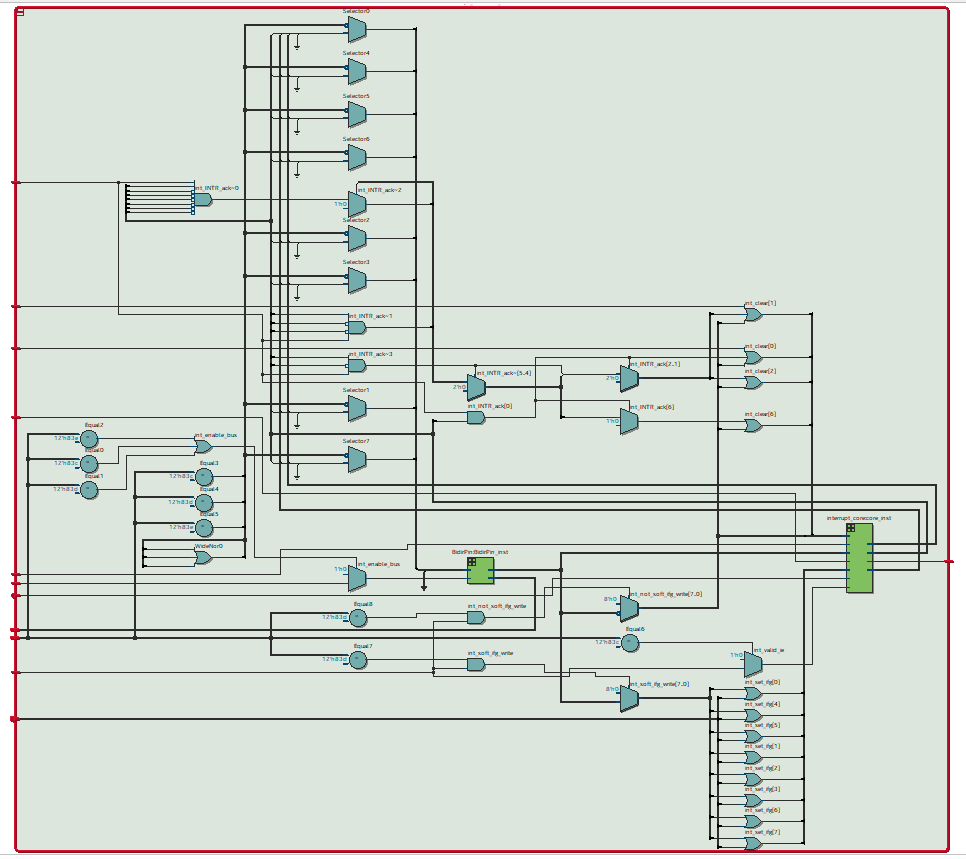 Selector0
Selector4
Selector5
Selector6
int_INTR_ack~0
int_INTR_ack~2
1'h0
Selector2
Selector3
int_clear[1]
int_INTR_ack~1
int_clear[0]
int_INTR_ack~3
int_INTR_ack[2..1]
int_INTR_ack~[5..4]
int_clear[2]
2'h0
2'h0
Selector1
int_INTR_ack[0]
int_INTR_ack[6]
int_clear[6]
1'h0
Equal2
int_enable_bus
12'h83e
Selector7
Equal0
12'h83c
Equal3
12'h83c
Equal1
12'h83d
Equal4
12'h83d
Equal5
12'h83e
interrupt_core:core_inst
WideNor0
BidirPin:BidirPin_inst
int_enable_bus
1'h0
int_not_soft_ifg_write[7..0]
8'h0
Equal8
12'h83d
int_not_soft_ifg_write
Equal6
12'h83c
Equal7
12'h83d
int_soft_ifg_write
int_valid_ie
1'h0
int_soft_ifg_write[7..0]
8'h0
int_set_ifg[0]
int_set_ifg[4]
int_set_ifg[5]
int_set_ifg[1]
int_set_ifg[2]
int_set_ifg[3]
int_set_ifg[6]
int_set_ifg[7]